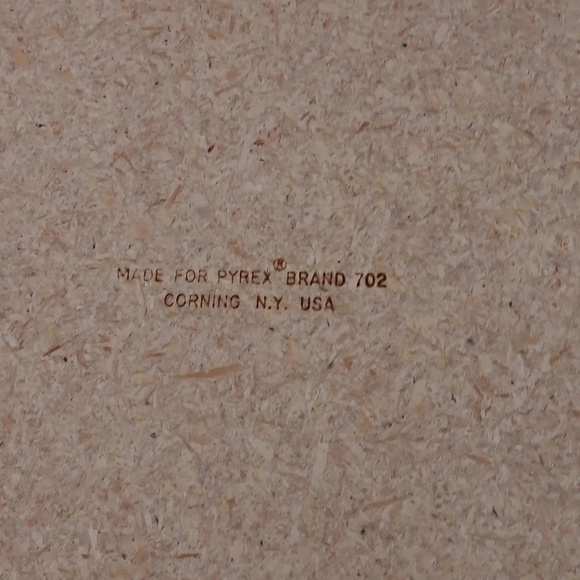 MADE FOR PYREX® BRAND 702
CORNING N.Y. USA